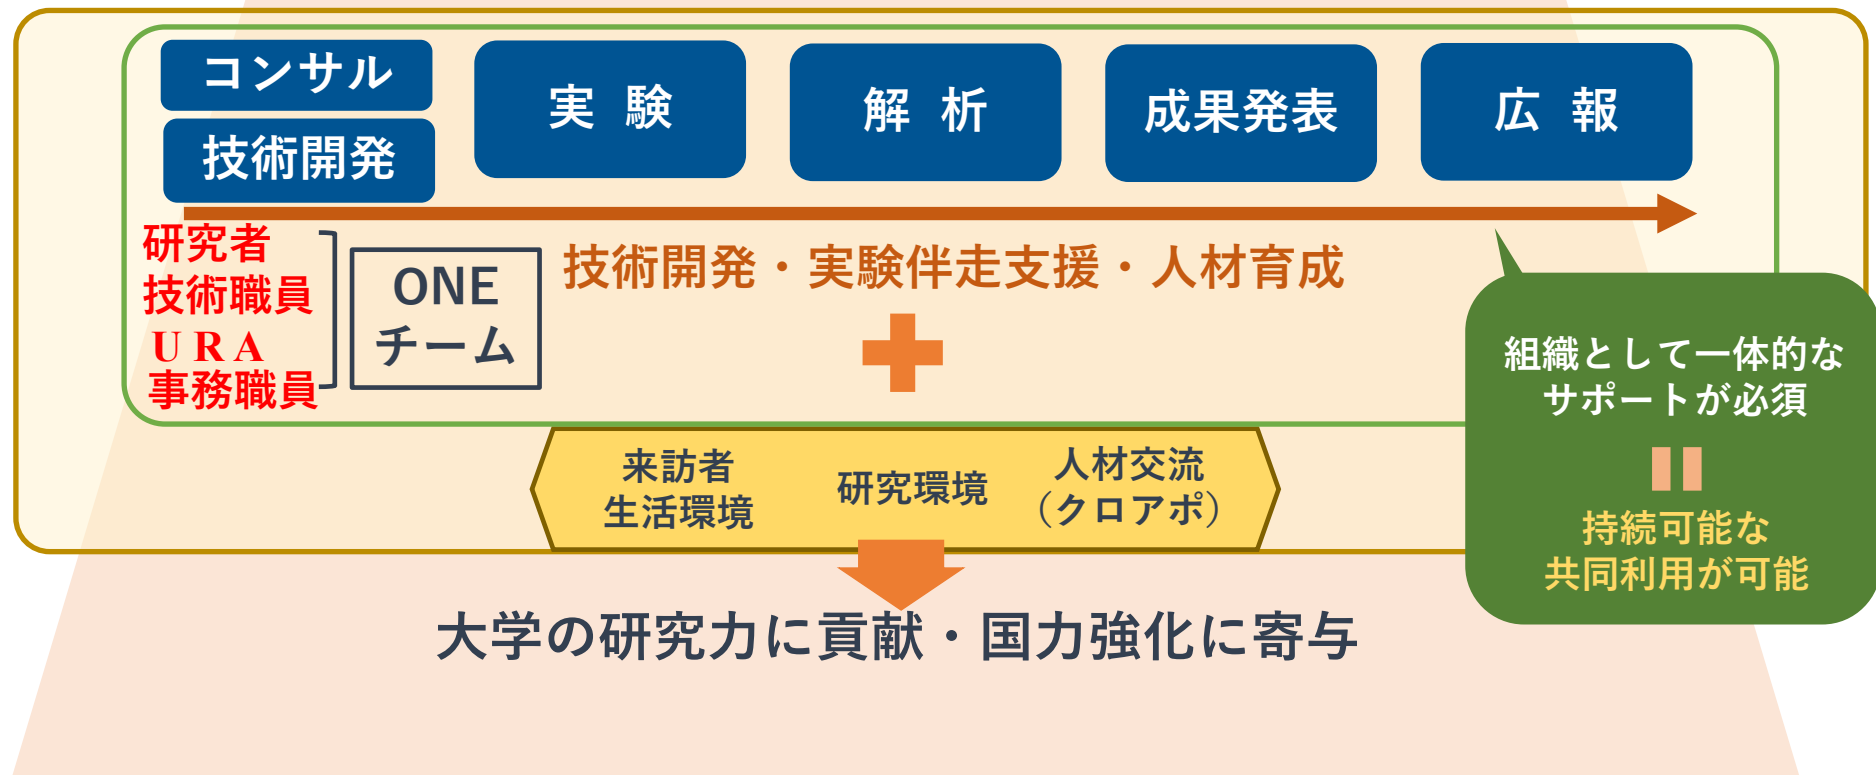 コンサル
技術開発
実 験
解 析
成果発表
広 報
研究者
技術職員
URA
事務職員
ONE
チーム
技術開発・実験伴走支援・人材育成
組織として一体的な
サポートが必須
持続可能な
共同利用が可能
来訪者
生活環境
研究環境
人材交流
（クロアポ）
大学の研究力に貢献・国力強化に寄与